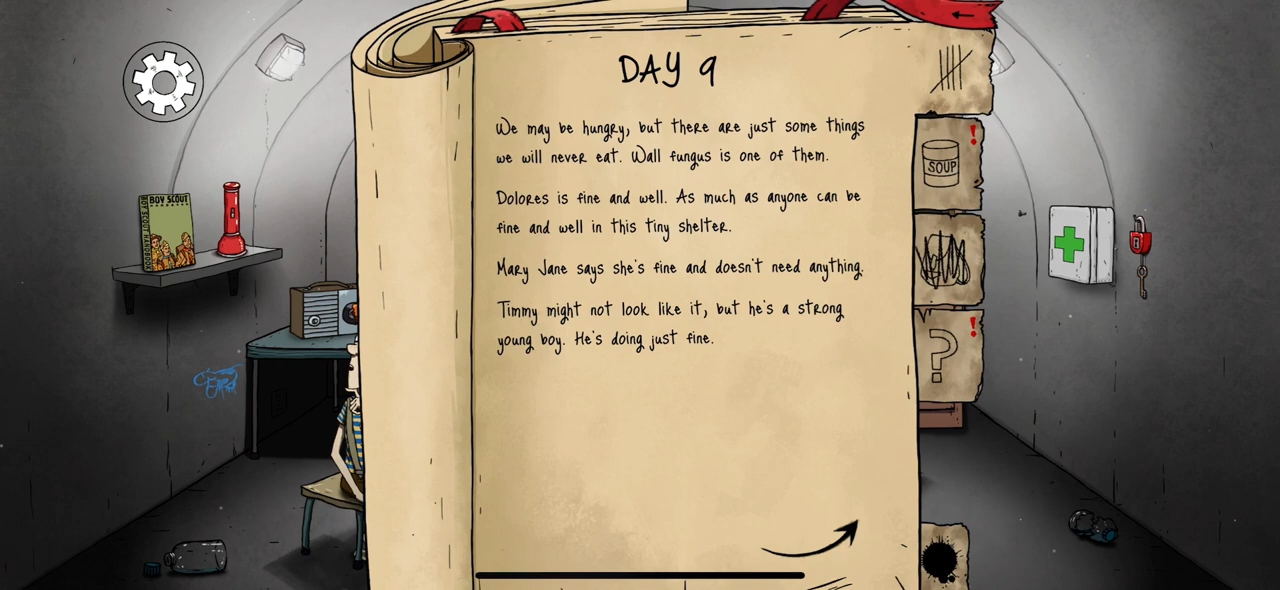 DAY 9
We may be hungry, but there are just some things
we will never eat. Wall fungus is one of them.
Dolores is fine and well. As much as anyone can be
fine and well in this tiny shelter.
Mary Jane says she's fine and doesn't need anything.
Timmy might not look like it, but he's a strong
young boy. He's doing just fine.
!
SOUP
!
?
BOY SCOUT
BOY SCOUT HANDBOOK